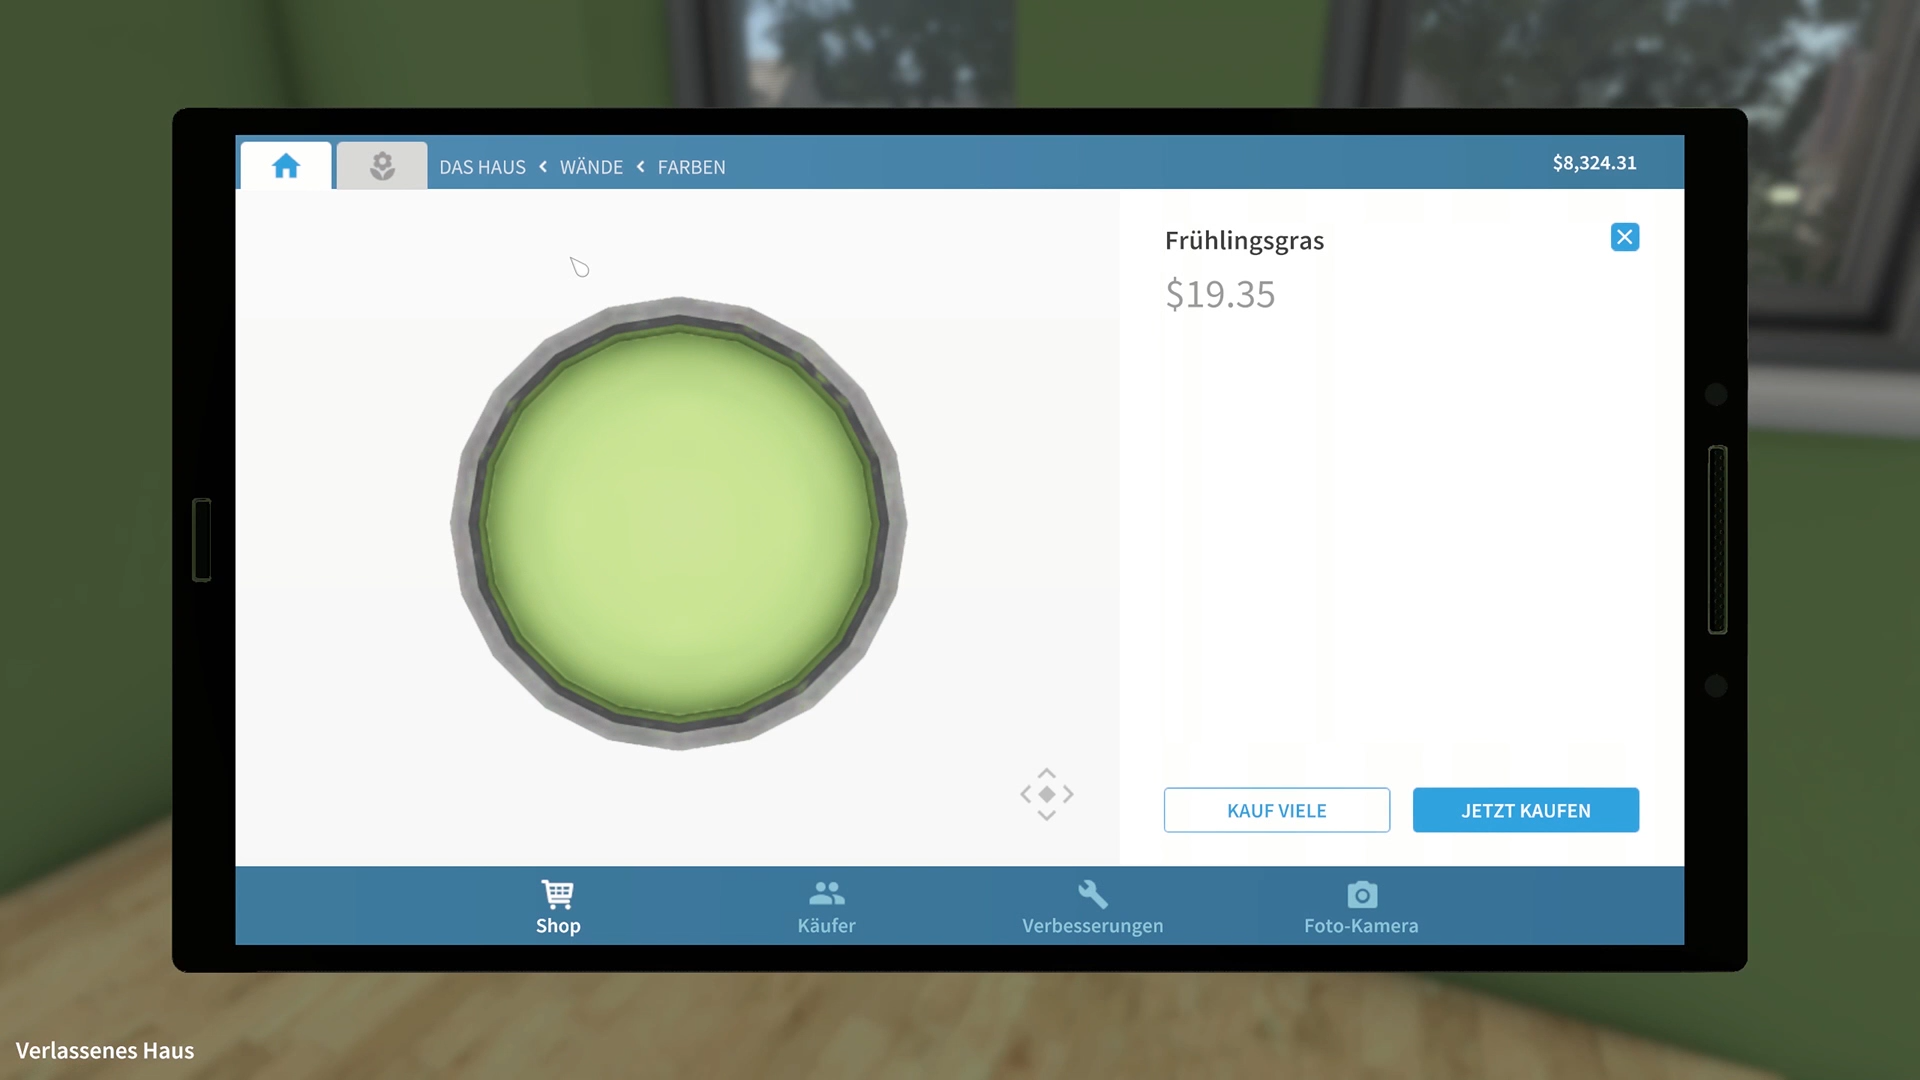 DAS HAUS < WÄNDE < FARBEN
$8,324.31
Frühlingsgras
$19.35
KAUF VIELE
JETZT KAUFEN
Shop
Käufer
Verbesserungen
Foto-Kamera
Verlassenes Haus